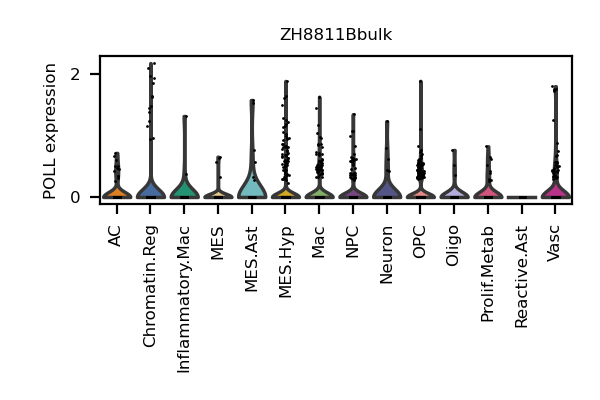 ZH8811Bbulk
POLL expression
2
0
AC
Chromatin.Reg
Inflammatory.Mac
MES
MES.Ast
MES.Hyp
Mac
NPC
Neuron
OPC
Oligo
Prolif.Metab
Reactive.Ast
Vasc